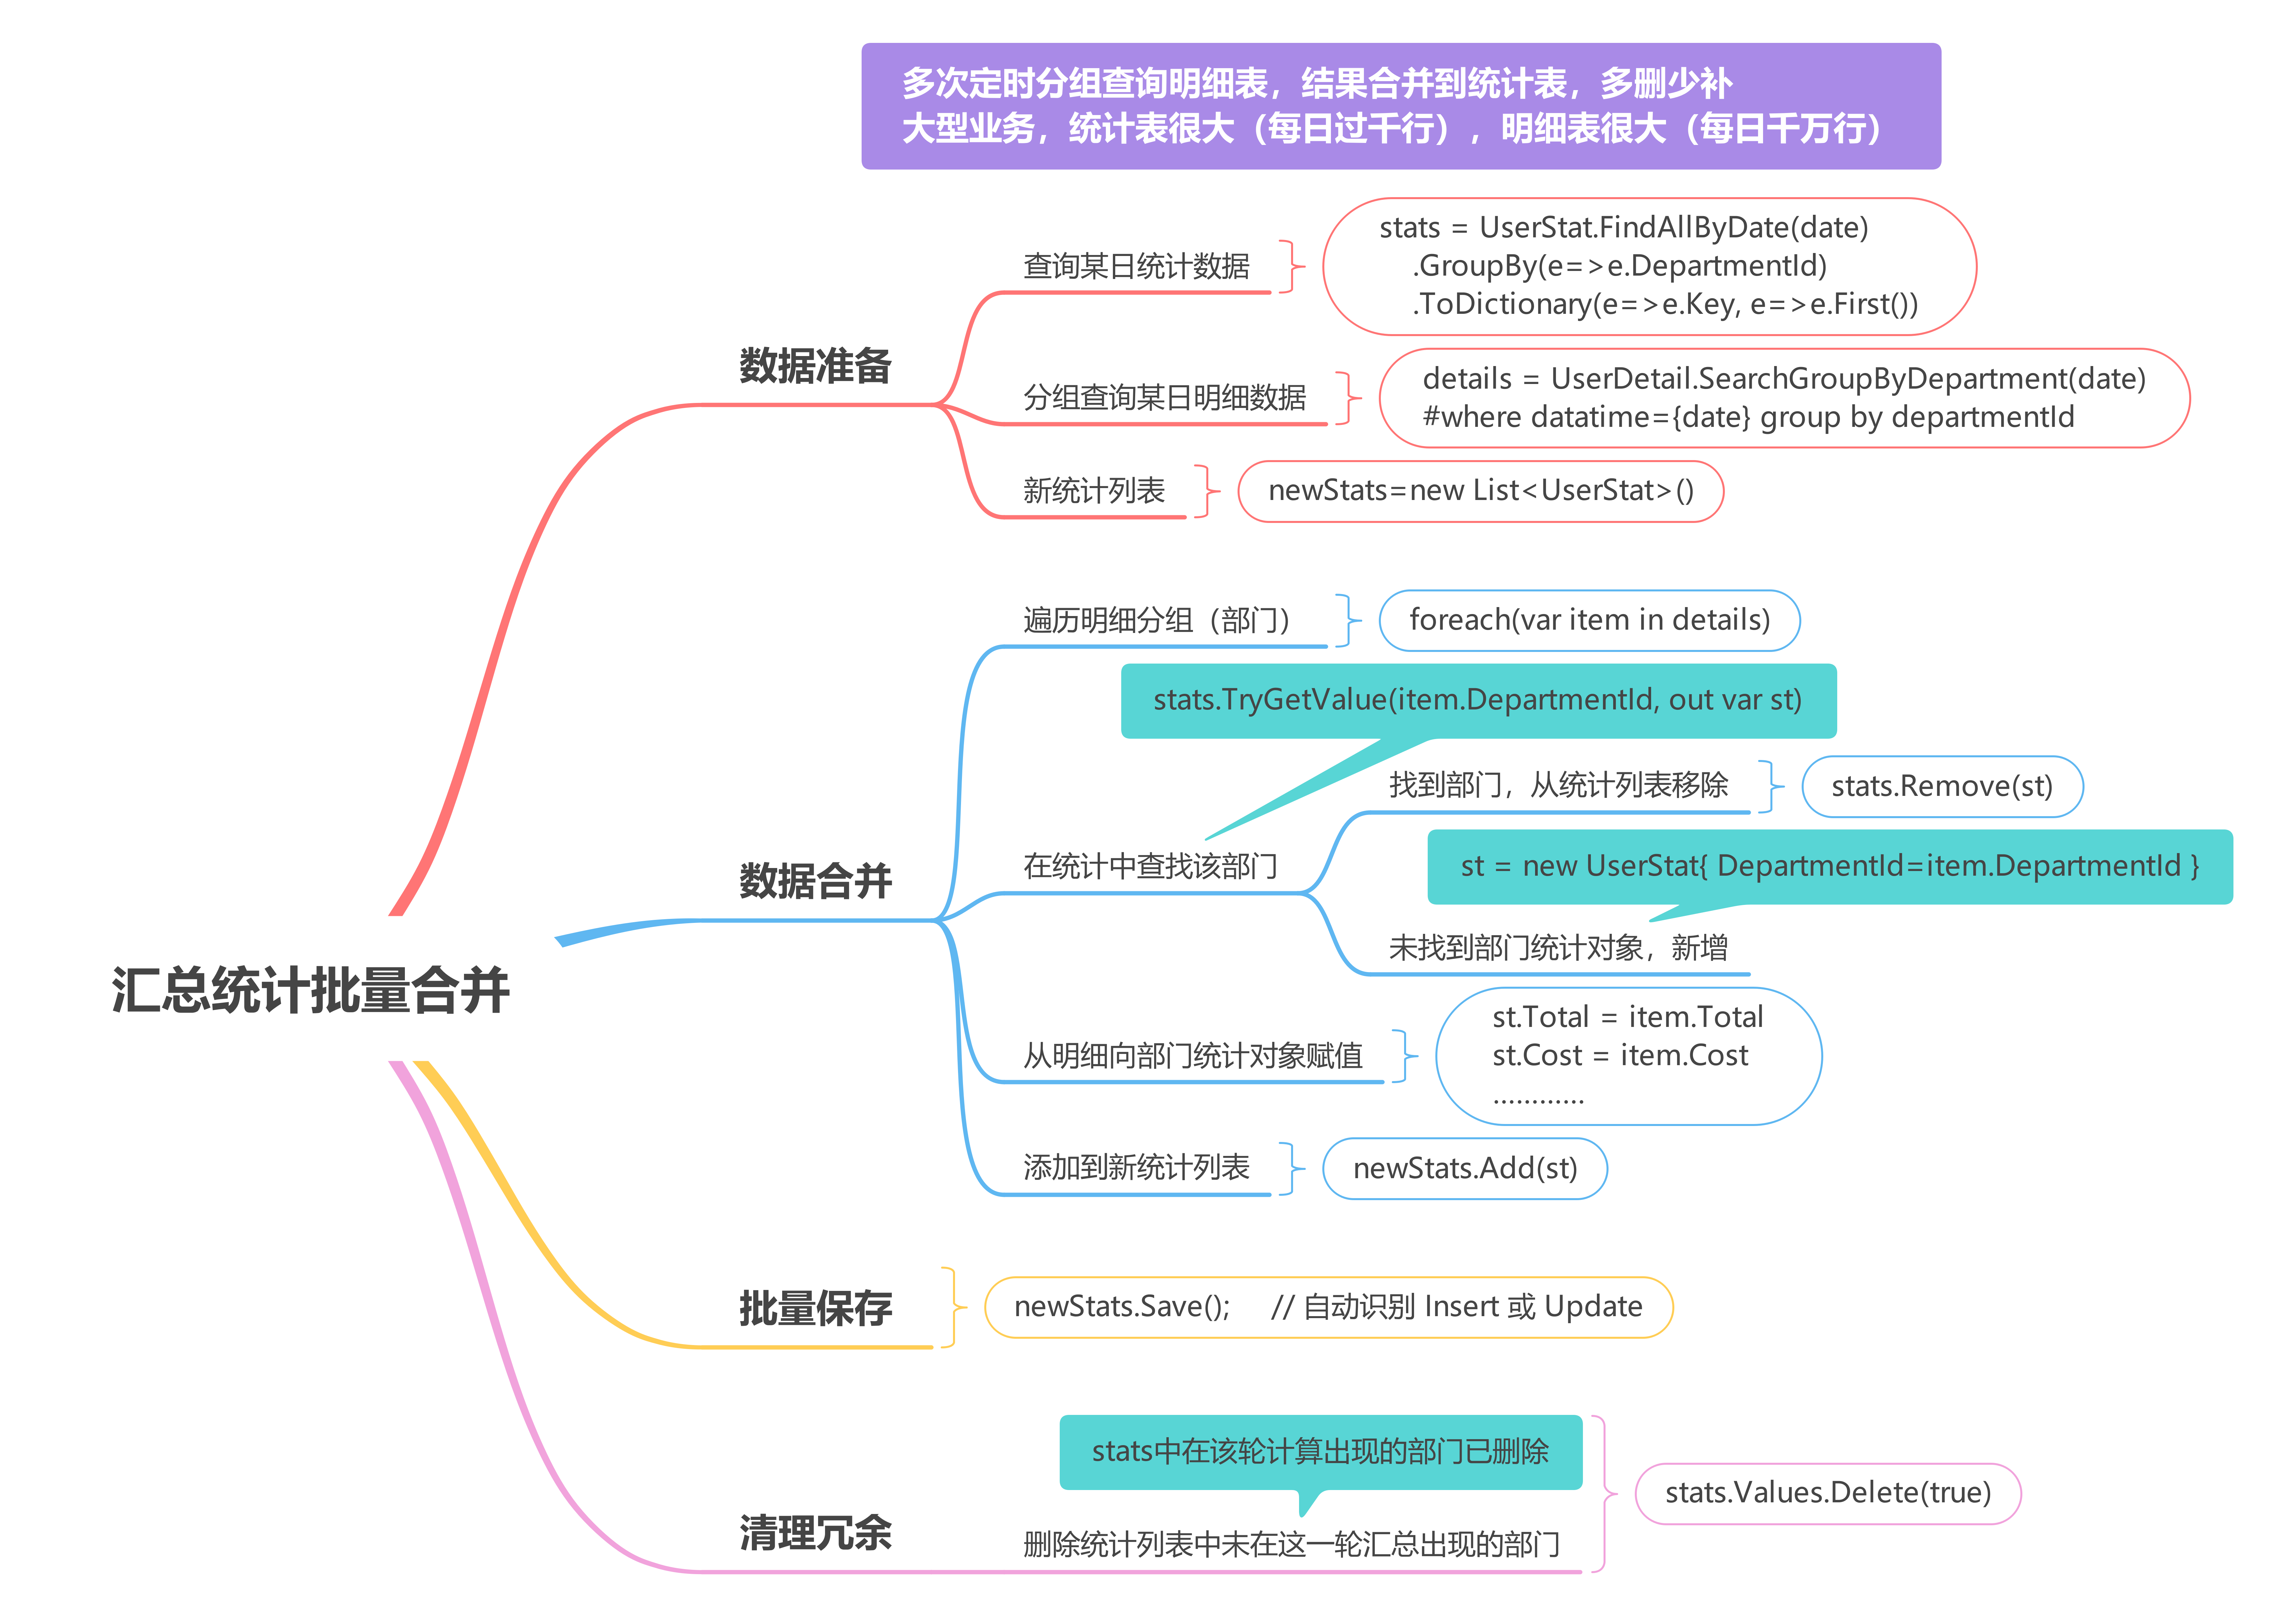 多次定时分组查询明细表，结果合并到统计表，多删少补
大型业务，统计表很大（每日过千行），明细表很大（每日千万行）
汇总统计批量合并
数据准备
查询某日统计数据
stats = UserStat.FindAllByDate(date)
.GroupBy(e=>e.DepartmentId)
.ToDictionary(e=>e.Key, e=>e.First())
分组查询某日明细数据
details = UserDetail.SearchGroupByDepartment(date)
#where datatime={date} group by departmentId
新统计列表
newStats=new List<UserStat>()
数据合并
遍历明细分组（部门）
foreach(var item in details)
stats.TryGetValue(item.DepartmentId, out var st)
在统计中查找该部门
找到部门，从统计列表移除
stats.Remove(st)
st = new UserStat{ DepartmentId=item.DepartmentId }
未找到部门统计对象，新增
从明细向部门统计对象赋值
st.Total = item.Total
st.Cost = item.Cost
............
添加到新统计列表
newStats.Add(st)
批量保存
newStats.Save(); // 自动识别 Insert 或 Update
清理冗余
stats中在该轮计算出现的部门已删除
删除统计列表中未在这一轮汇总出现的部门
stats.Values.Delete(true)